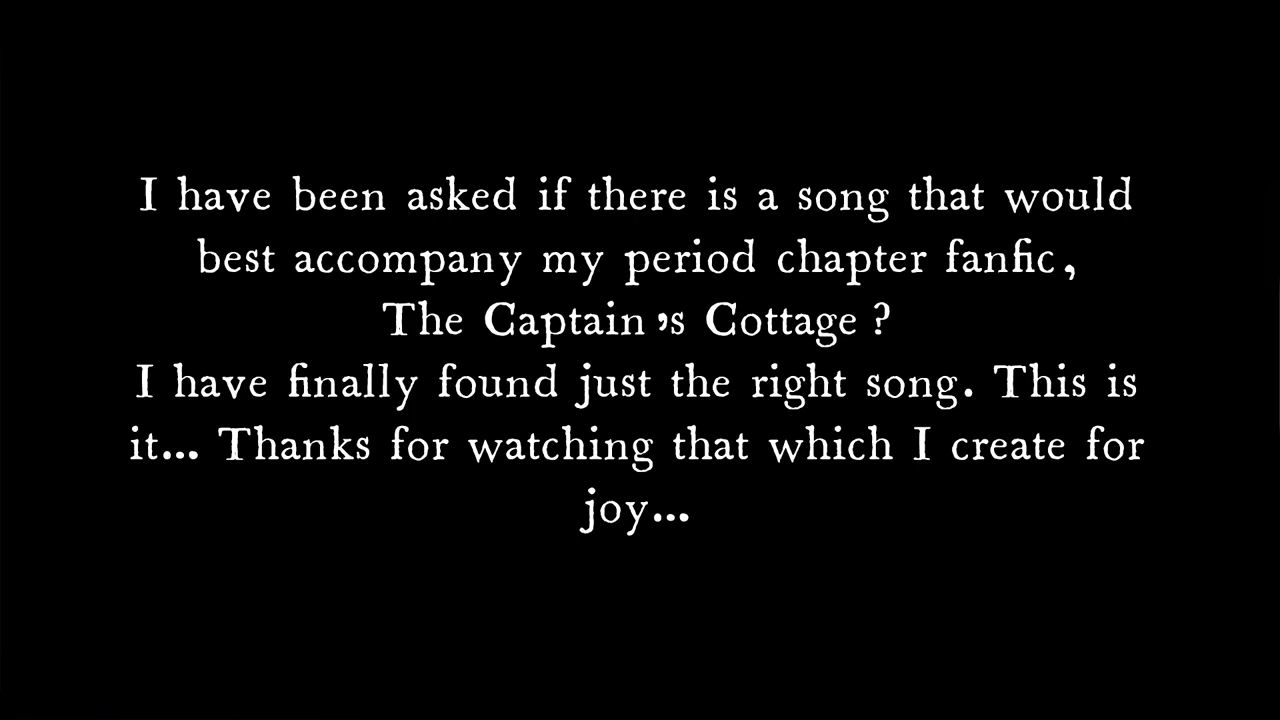 I have been asked if there is a song that would
best accompany my period chapter fanfic,
The Captain's Cottage?
I have finally found just the right song. This is
it... Thanks for watching that which I create for
joy...